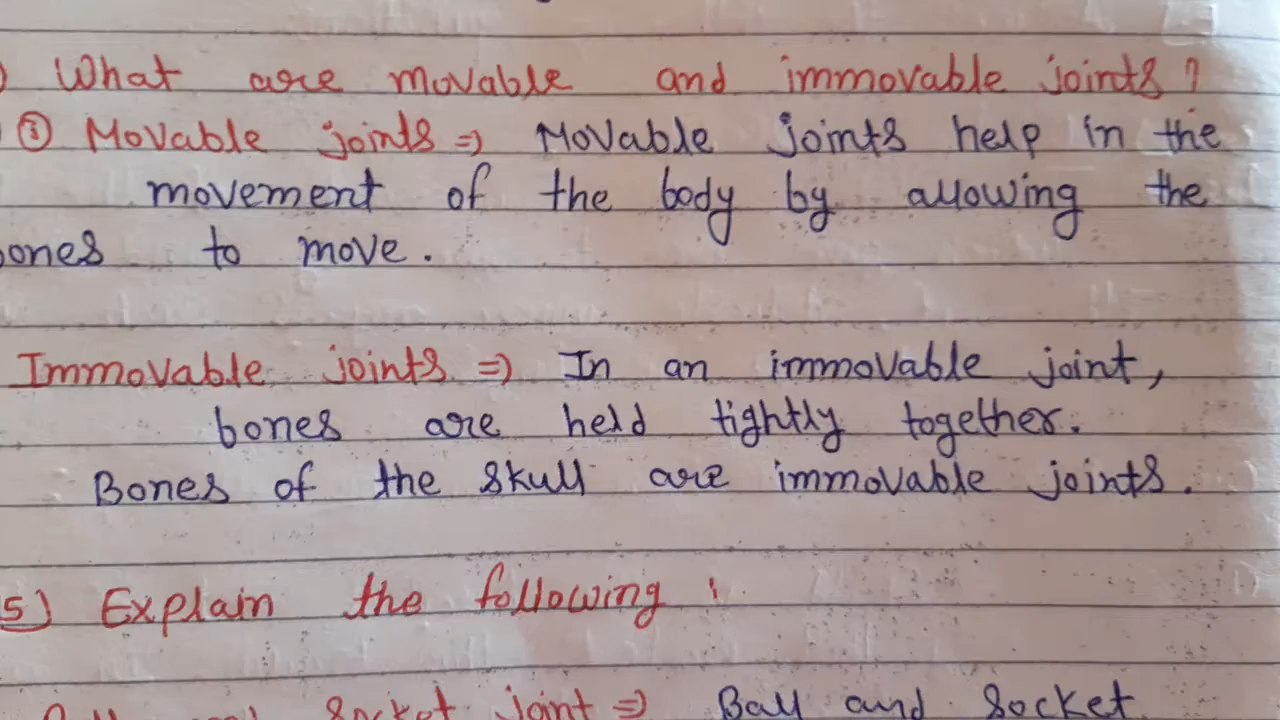 ) What are movable and immovable joints?
① Movable joints ⇒ Movable joints help in the
movement of the body by allowing the
bones to move.
Immovable joints ⇒ In an immovable joint,
bones are held tightly together.
Bones of the skull are immovable joints.
5) Explain the following :
socket joint ⇒ Ball and socket